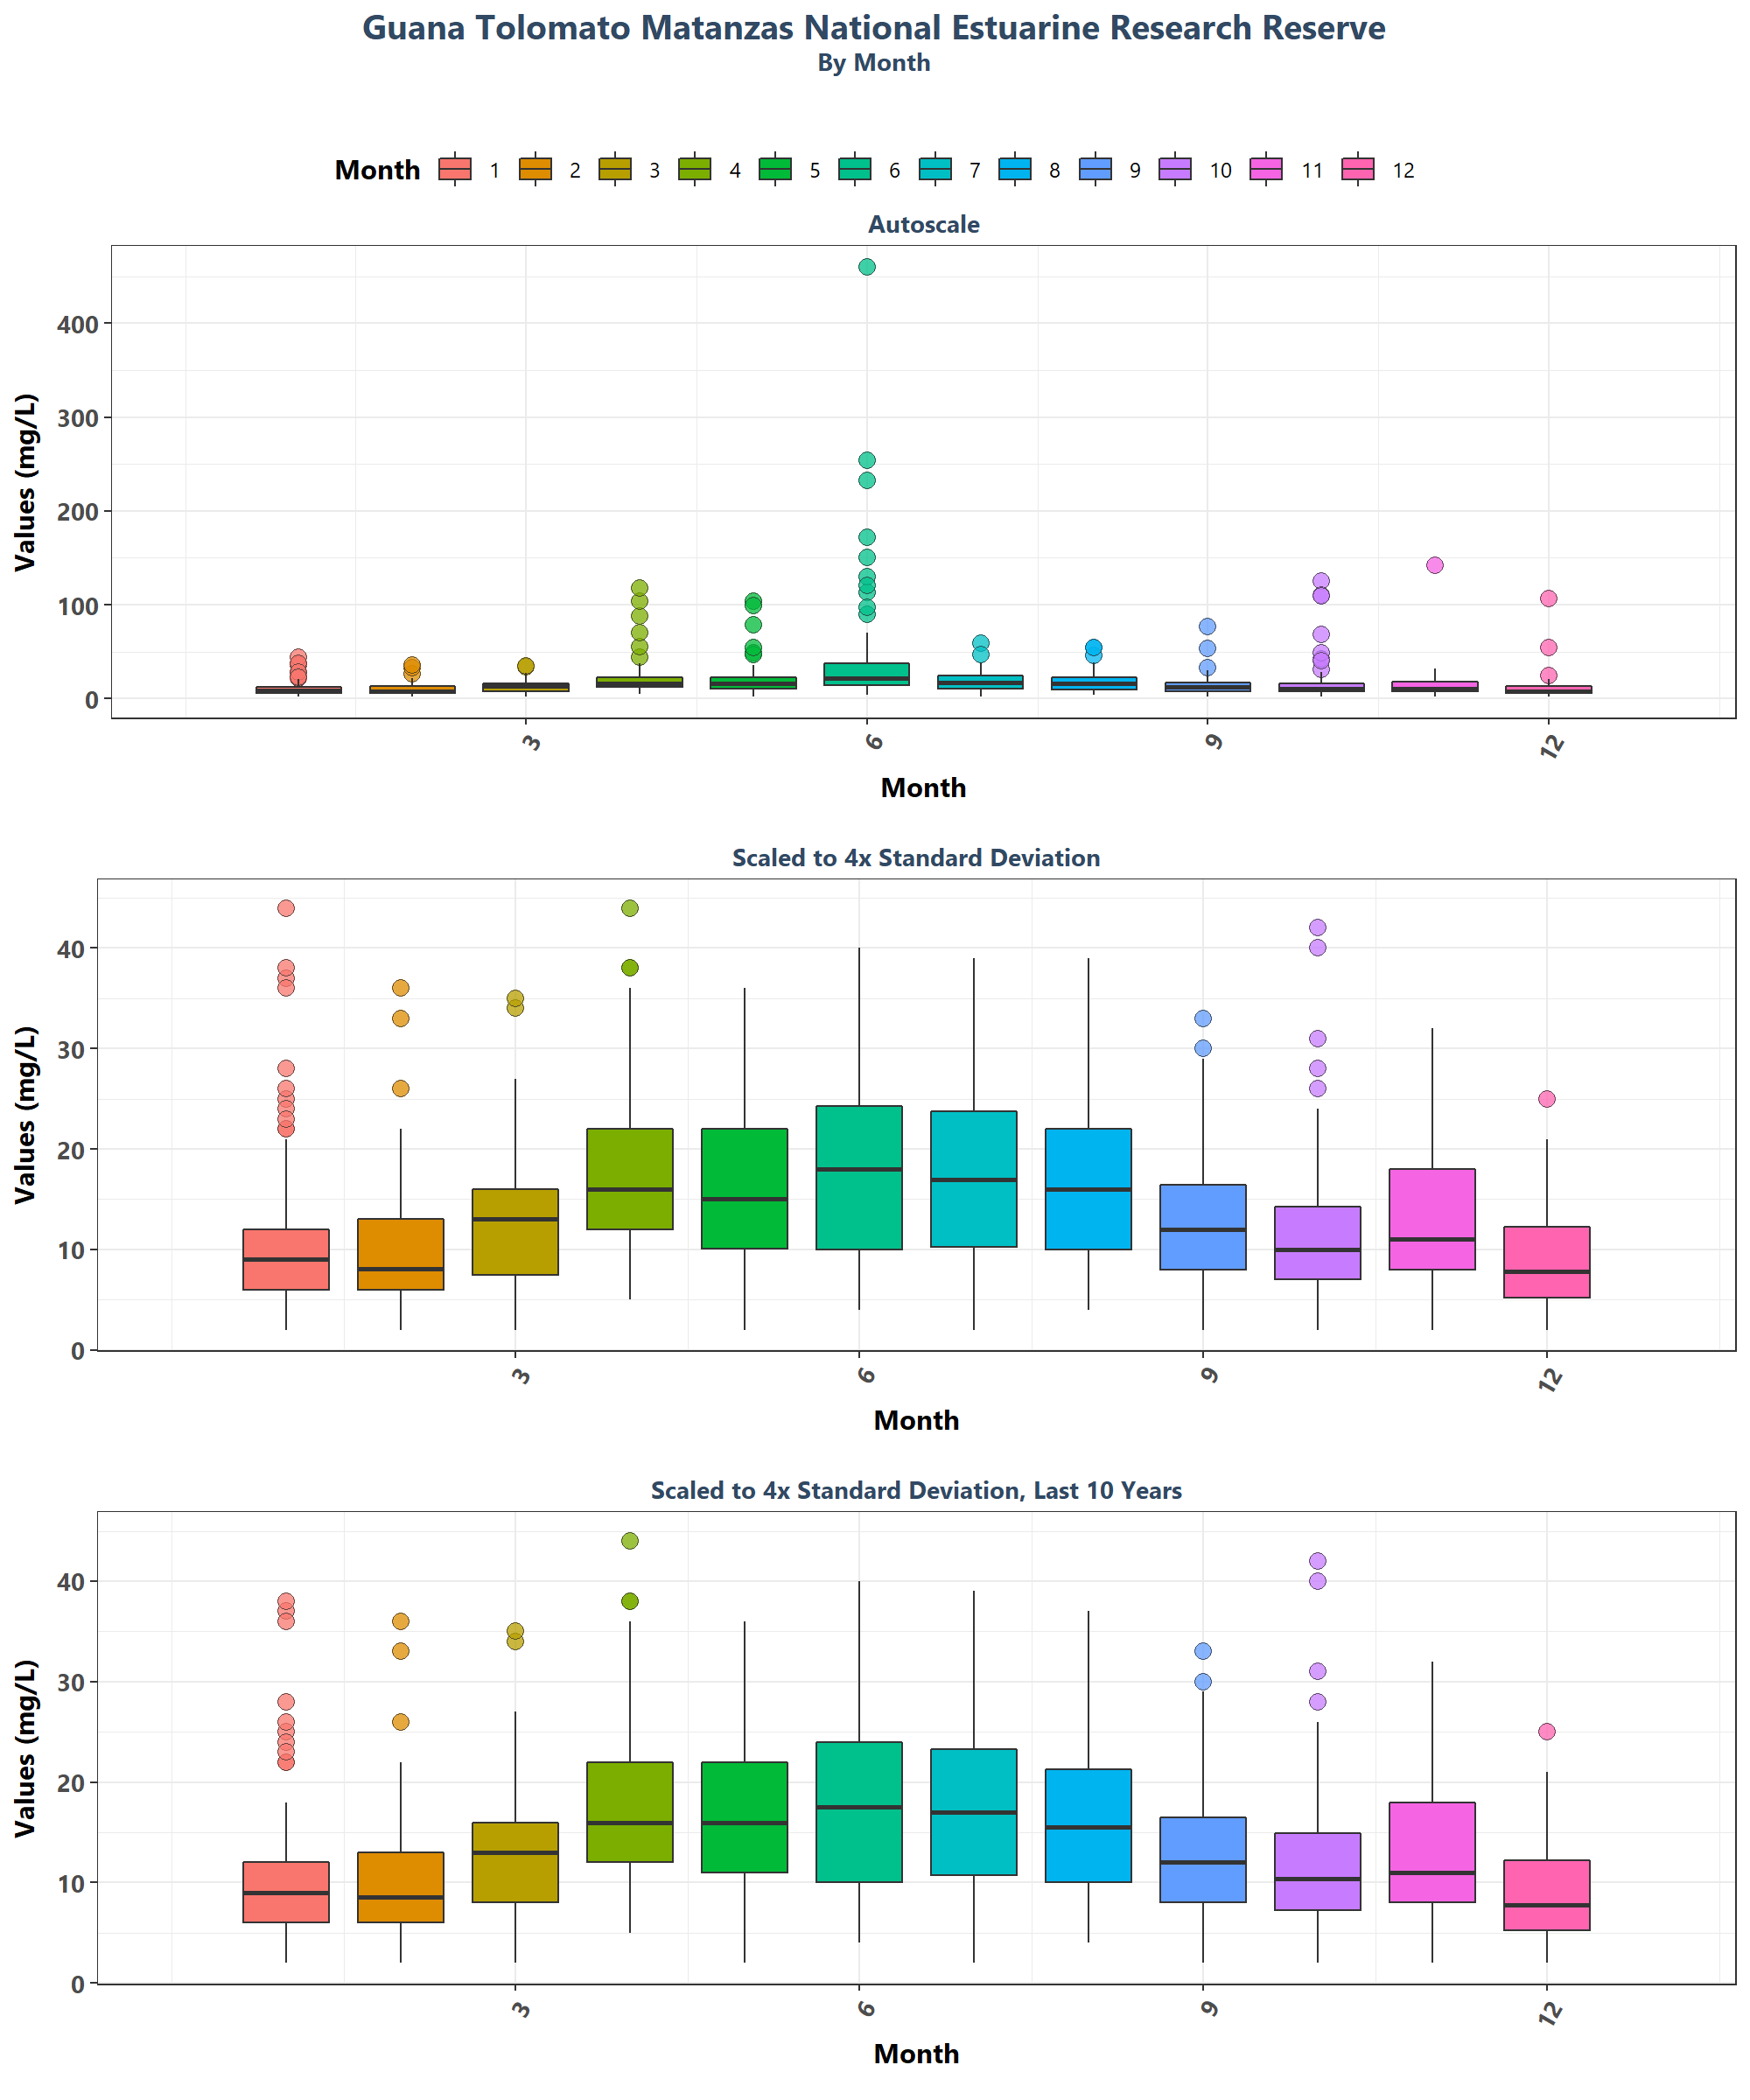 Guana Tolomato Matanzas National Estuarine Research Reserve
By Month
Month 1 2 3 4 5 6 7 8 9 10 11 12
Autoscale
Values (mg/L)
400
300
200
100
0
3 6 9 12
Month
Scaled to 4x Standard Deviation
Values (mg/L)
40
30
20
10
0
3 6 9 12
Month
Scaled to 4x Standard Deviation, Last 10 Years
Values (mg/L)
40
30
20
10
0
3 6 9 12
Month